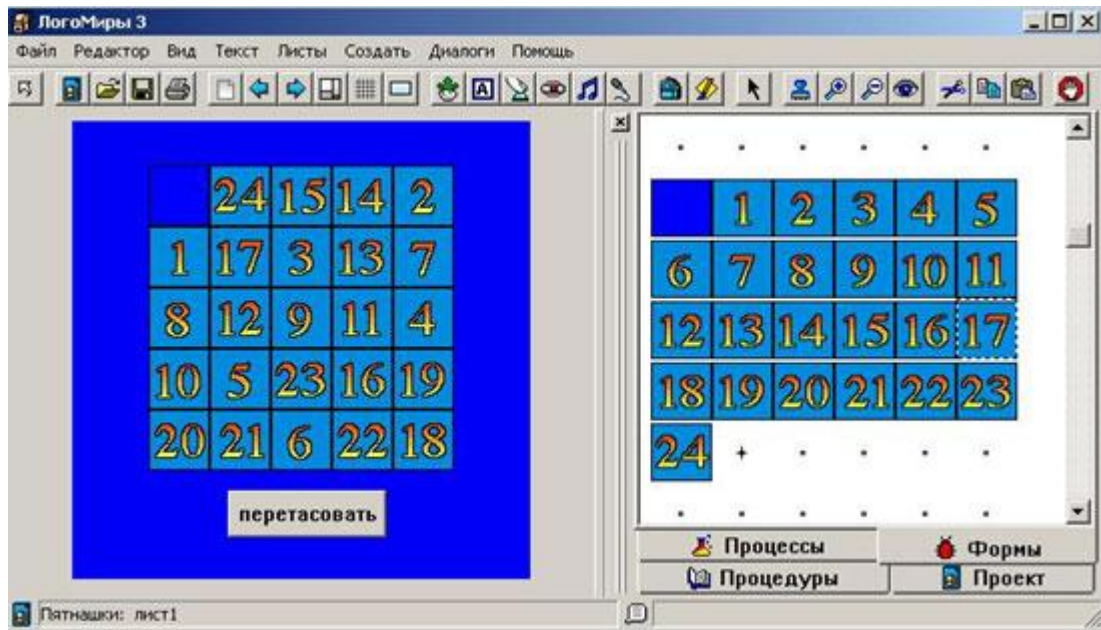 ЛогоМиры 3
Файл Редактор Вид Текст Листы Создать Диалоги Помощь
24 15 14 2
1 17 3 13 7
8 12 9 11 4
10 5 23 16 19
20 21 6 22 18
перетасовать
1 2 3 4 5
6 7 8 9 10 11
12 13 14 15 16 17
18 19 20 21 22 23
24
Процессы Формы
Процедуры Проект
Пятнашки: лист1